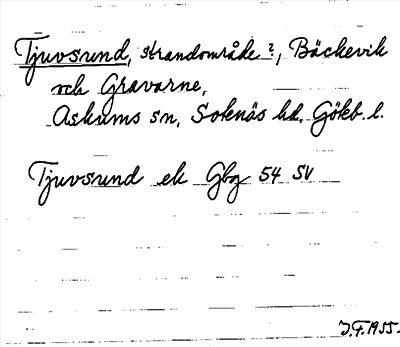 Tjuvsund, strandområde ?, Bäckevik
och Gravarne,
Askums sn, Sotenäs hd. Göteb. l.
Tjuvsund ek Gbg 54 SV
J.F. 1955.